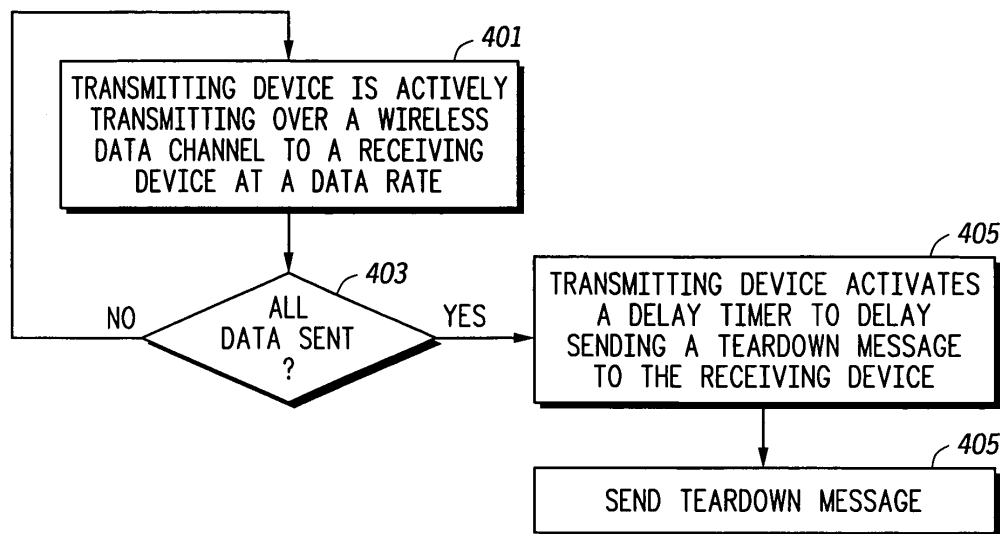 401
TRANSMITTING DEVICE IS ACTIVELY
TRANSMITTING OVER A WIRELESS
DATA CHANNEL TO A RECEIVING
DEVICE AT A DATA RATE
403
ALL
DATA SENT
?
NO
YES
405
TRANSMITTING DEVICE ACTIVATES
A DELAY TIMER TO DELAY
SENDING A TEARDOWN MESSAGE
TO THE RECEIVING DEVICE
405
SEND TEARDOWN MESSAGE